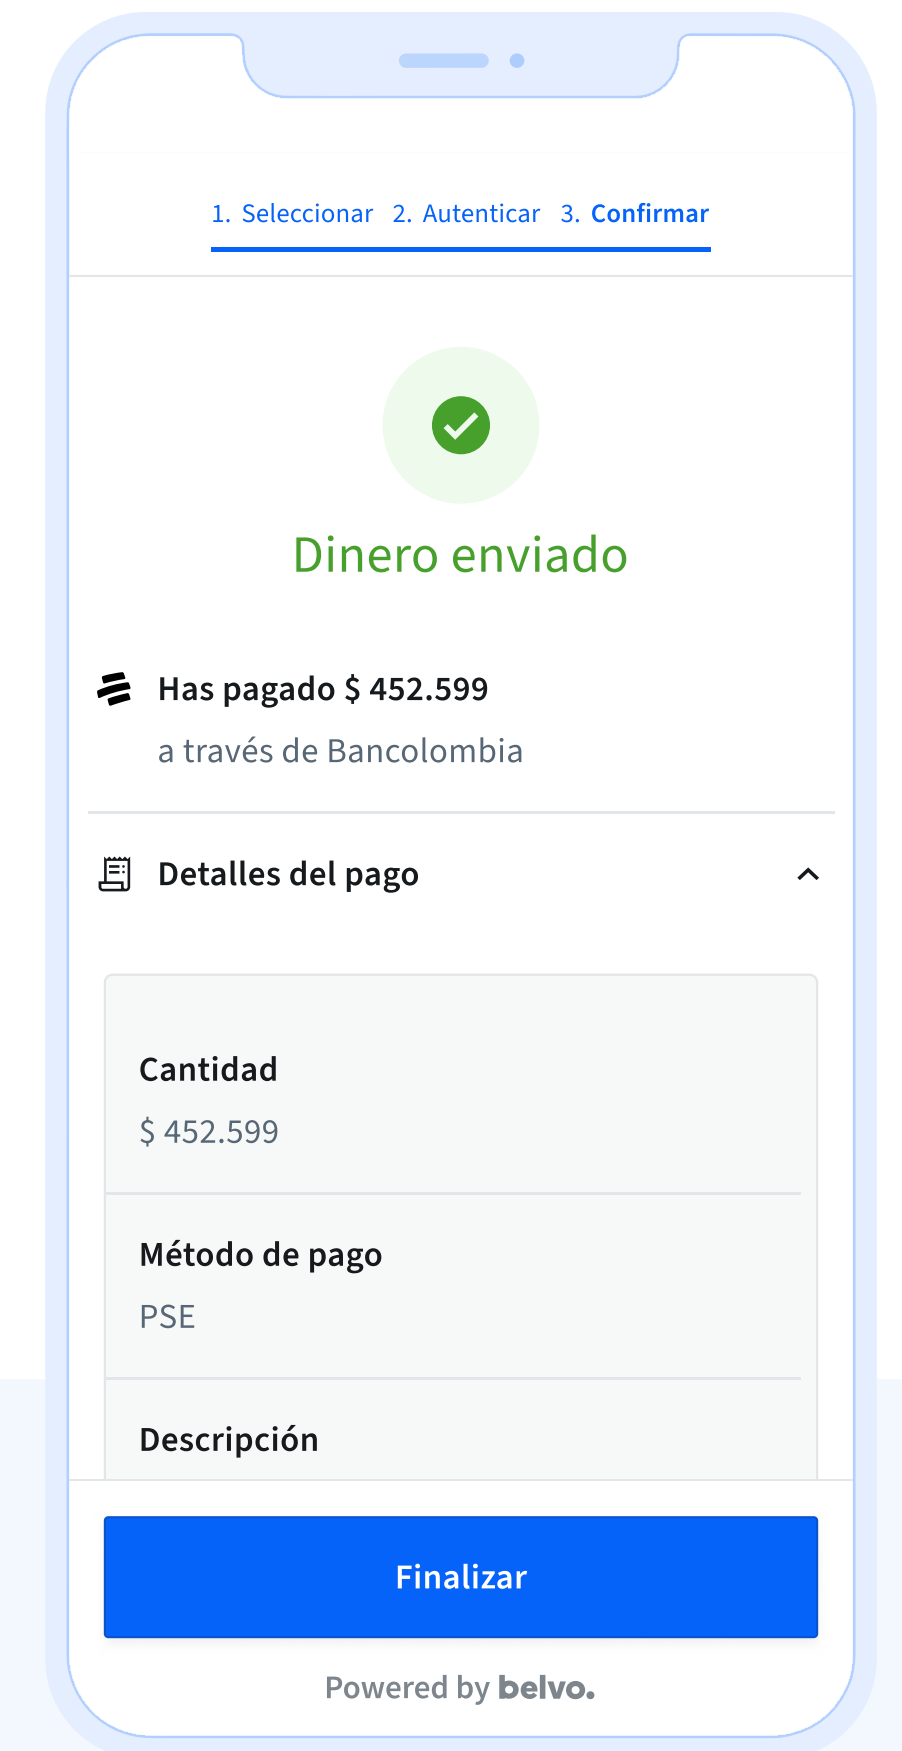 1. Seleccionar 2. Autenticar 3. Confirmar
Dinero enviado
Has pagado $ 452.599
a través de Bancolombia
Detalles del pago
Cantidad
$ 452.599
Método de pago
PSE
Descripción
Finalizar
Powered by belvo.